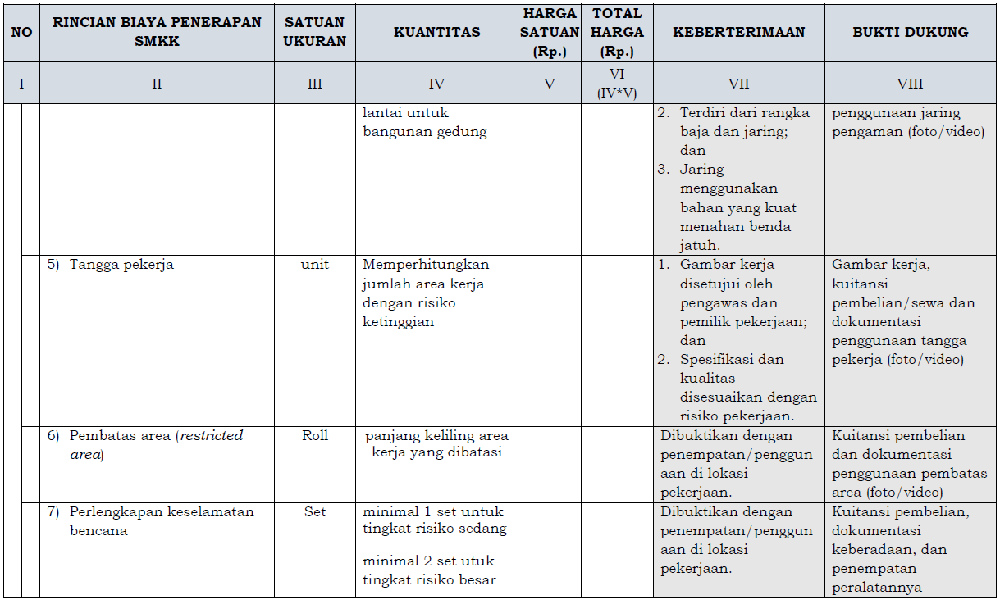 NO
RINCIAN BIAYA PENERAPAN
SMKK
SATUAN
UKURAN
KUANTITAS
HARGA
SATUAN
(Rp.)
TOTAL
HARGA
(Rp.)
KEBERTERIMAAN
BUKTI DUKUNG
I
II
III
IV
V
VI
(IV*V)
VII
VIII
lantai untuk
bangunan gedung
2. Terdiri dari rangka
baja dan jaring;
dan
3. Jaring
menggunakan
bahan yang kuat
menahan benda
jatuh.
penggunaan jaring
pengaman (foto/video)
5) Tangga pekerja
unit
Memperhitungkan
jumlah area kerja
dengan risiko
ketinggian
1. Gambar kerja
disetujui oleh
pengawas dan
pemilik pekerjaan;
dan
2. Spesifikasi dan
kualitas
disesuaikan dengan
risiko pekerjaan.
Gambar kerja,
kuitansi
pembelian/sewa dan
dokumentasi
penggunaan tangga
pekerja (foto/video)
6) Pembatas area (restricted
area)
Roll
panjang keliling area
kerja yang dibatasi
Dibuktikan dengan
penempatan/penggun
aan di lokasi
pekerjaan.
Kuitansi pembelian
dan dokumentasi
penggunaan pembatas
area (foto/video)
7) Perlengkapan keselamatan
bencana
Set
minimal 1 set untuk
tingkat risiko sedang
minimal 2 set utuk
tingkat risiko besar
Dibuktikan dengan
penempatan/penggun
aan di lokasi
pekerjaan.
Kuitansi pembelian,
dokumentasi
keberadaan, dan
penempatan
peralatannya